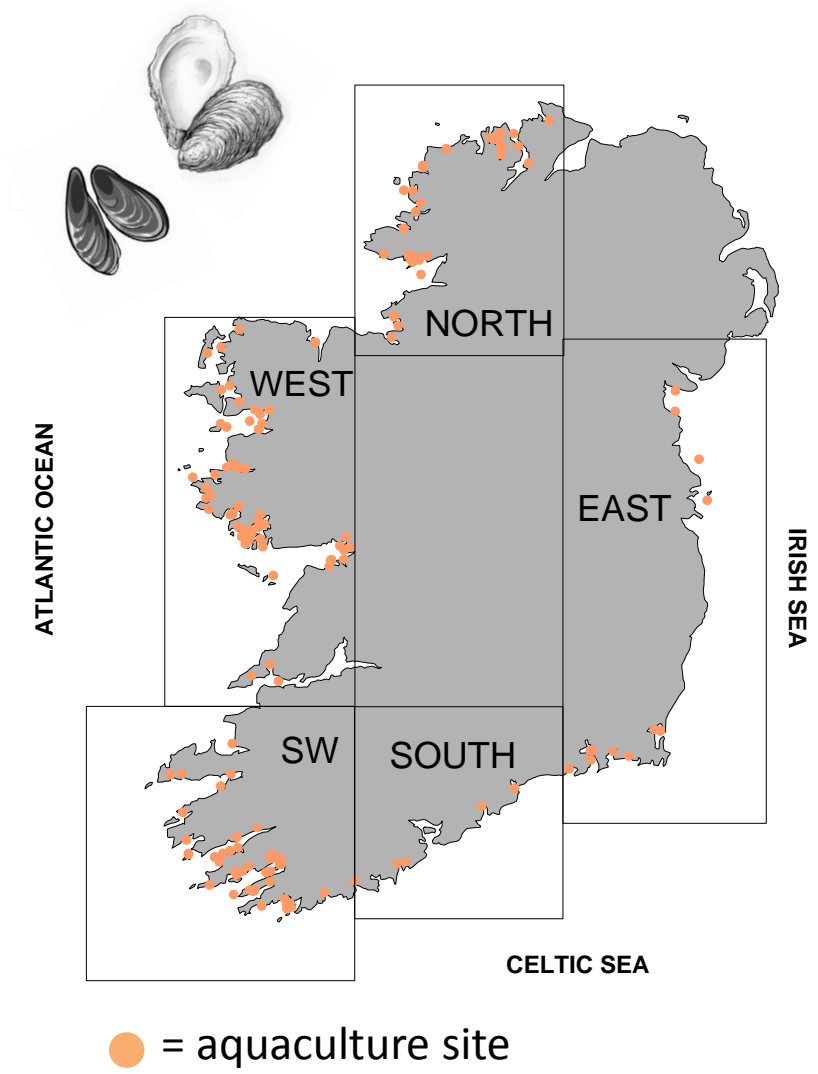 NORTH
WEST
ATLANTIC OCEAN
EAST
IRISH SEA
SW
SOUTH
CELTIC SEA
= aquaculture site